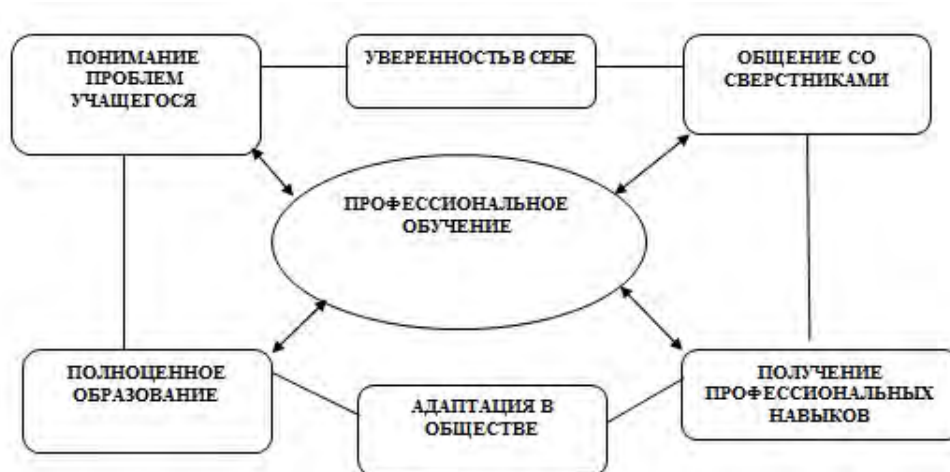 ПОНИМАНИЕ
ПРОБЛЕМ
УЧАЩЕГОСЯ
УВЕРЕННОСТЬ В СЕБЕ
ОБЩЕНИЕ СО
СВЕРСТНИКАМИ
ПРОФЕССИОНАЛЬНОЕ
ОБУЧЕНИЕ
ПОЛНОЦЕННОЕ
ОБРАЗОВАНИЕ
АДАПТАЦИЯ В
ОБЩЕСТВЕ
ПОЛУЧЕНИЕ
ПРОФЕССИОНАЛЬНЫХ
НАВЫКОВ